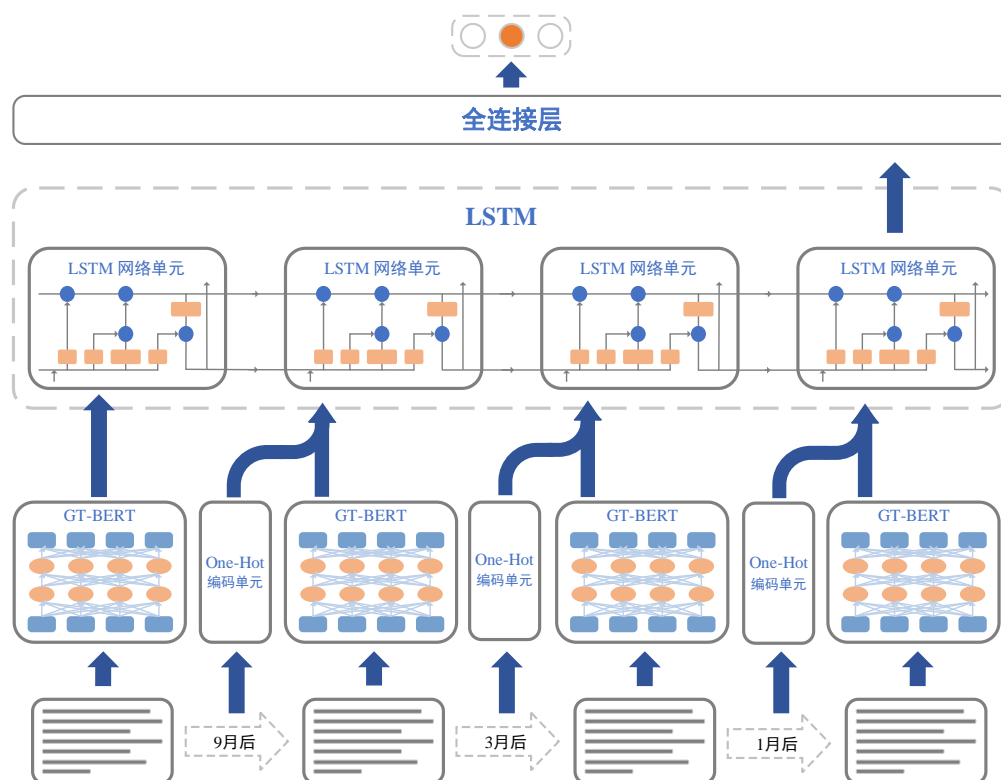 全连接层
LSTM
LSTM 网络单元
LSTM 网络单元
LSTM 网络单元
LSTM 网络单元
GT-BERT
One-Hot
编码单元
GT-BERT
One-Hot
编码单元
GT-BERT
One-Hot
编码单元
GT-BERT
9月后
3月后
1月后